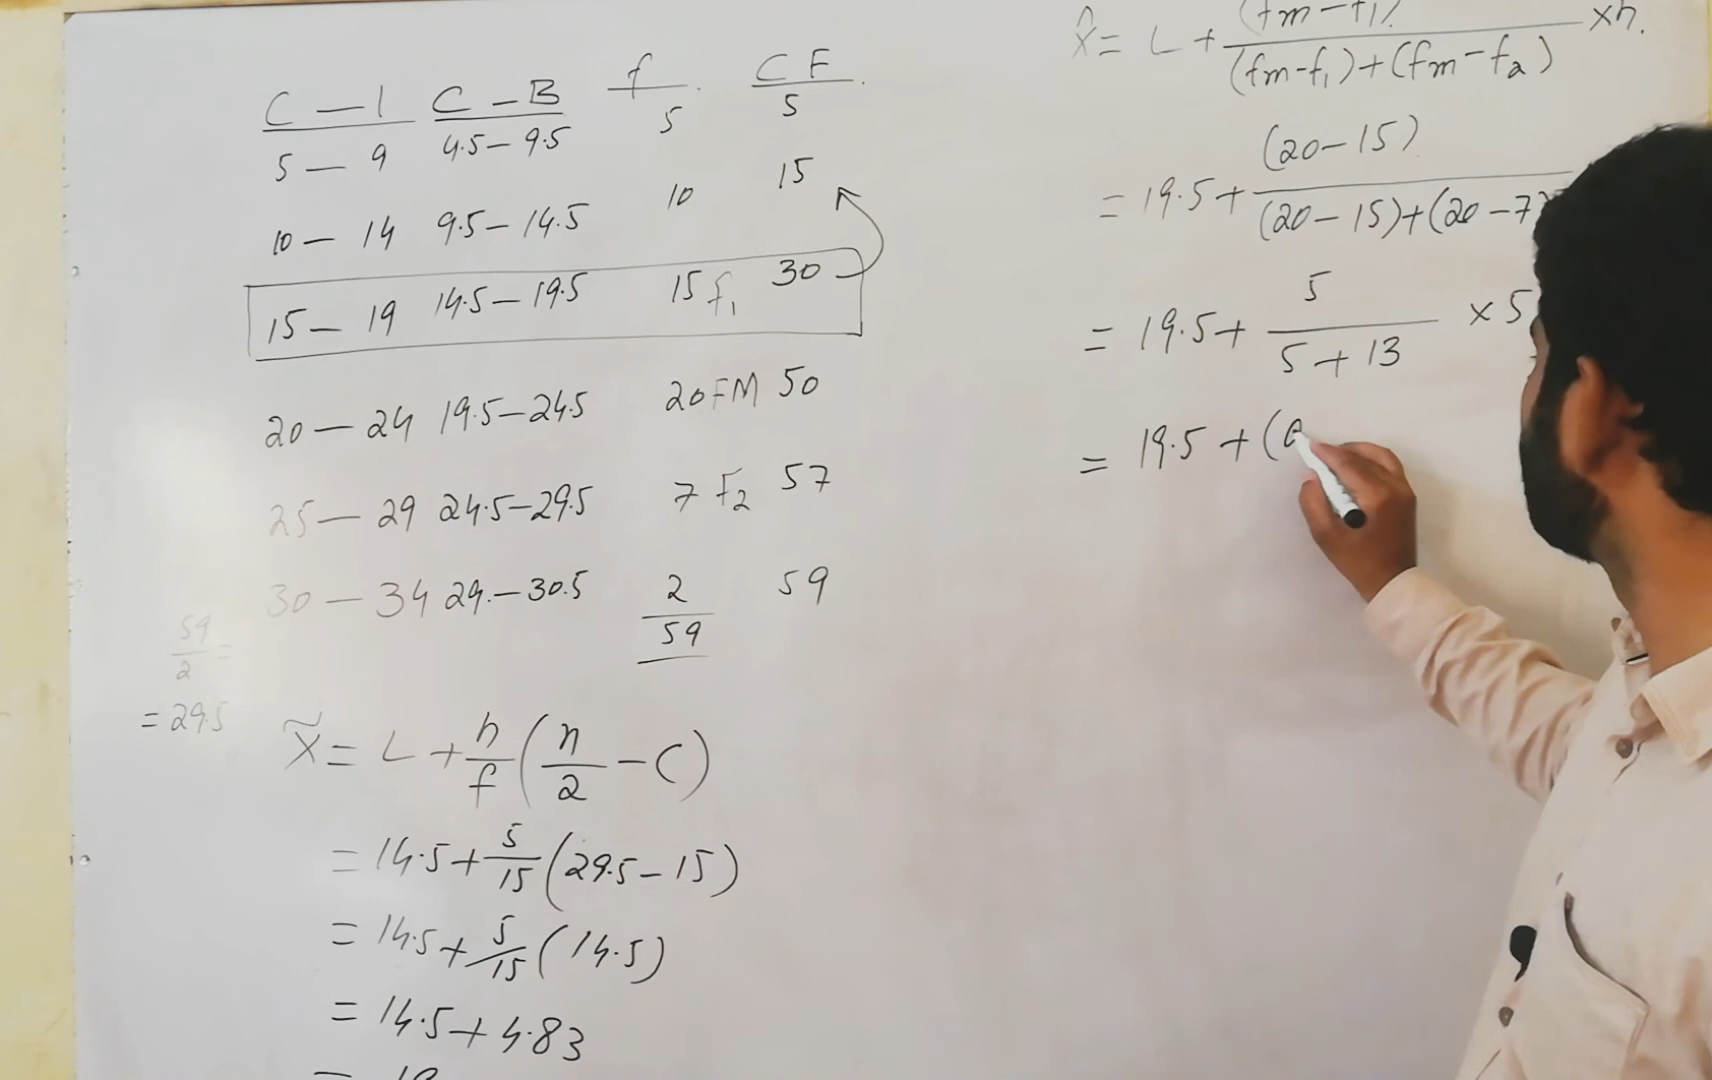 C – I C – B f C F
5 – 9 4.5 – 9.5 5 5
10 – 14 9.5 – 14.5 10 15
15 – 19 14.5 – 19.5 15 f₁ 30
20 – 24 19.5 – 24.5 20 FM 50
25 – 29 24.5 – 29.5 7 F₂ 57
30 – 34 29. – 30.5 2 59
59
59/2 =
= 29.5
X̃ = L + h/f (n/2 – C)
= 14.5 + 5/15 (29.5 – 15)
= 14.5 + 5/15 (14.5)
= 14.5 + 4.83
X̂ = L + (fm – f₁)/(fm – f₁) + (fm – f₂) × h.
= 19.5 + (20 – 15)/(20 – 15) + (20 – 7)
= 19.5 + 5/5 + 13 × 5
= 19.5 + (